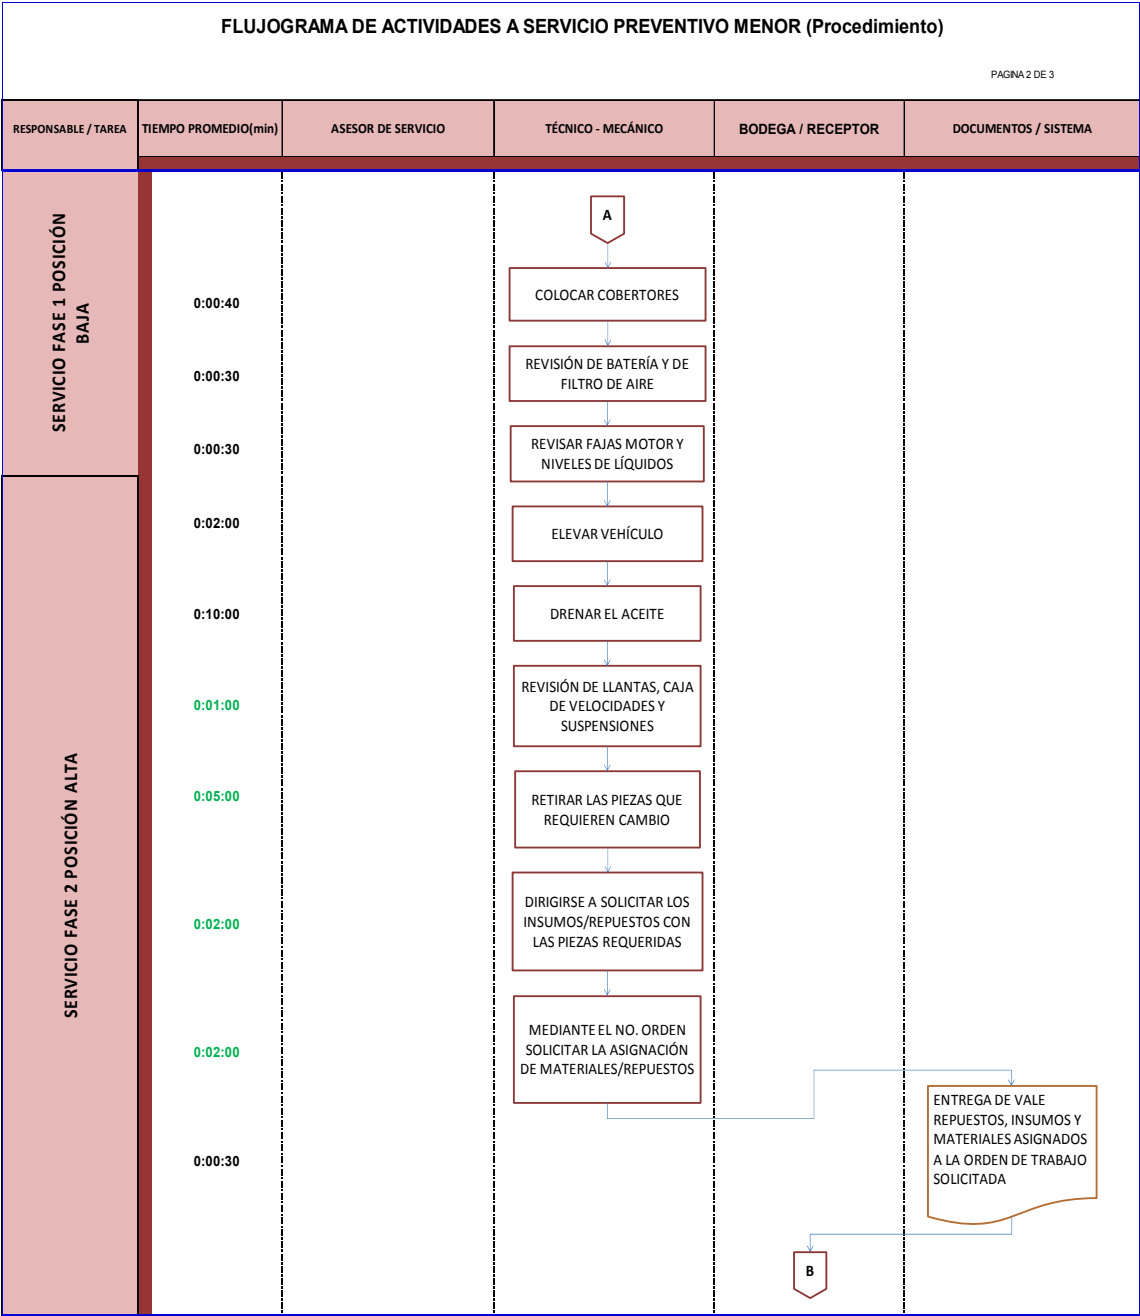 FLUJOGRAMA DE ACTIVIDADES A SERVICIO PREVENTIVO MENOR (Procedimiento)
PAGINA 2 DE 3
RESPONSABLE / TAREA
TIEMPO PROMEDIO(min)
ASESOR DE SERVICIO
TÉCNICO - MECÁNICO
BODEGA / RECEPTOR
DOCUMENTOS / SISTEMA
SERVICIO FASE 1 POSICIÓN
BAJA
A
0:00:40
COLOCAR COBERTORES
0:00:30
REVISIÓN DE BATERÍA Y DE
FILTRO DE AIRE
0:00:30
REVISAR FAJAS MOTOR Y
NIVELES DE LÍQUIDOS
SERVICIO FASE 2 POSICIÓN ALTA
0:02:00
ELEVAR VEHÍCULO
0:10:00
DRENAR EL ACEITE
0:01:00
REVISIÓN DE LLANTAS, CAJA
DE VELOCIDADES Y
SUSPENSIONES
0:05:00
RETIRAR LAS PIEZAS QUE
REQUIEREN CAMBIO
0:02:00
DIRIGIRSE A SOLICITAR LOS
INSUMOS/REPUESTOS CON
LAS PIEZAS REQUERIDAS
0:02:00
MEDIANTE EL NO. ORDEN
SOLICITAR LA ASIGNACIÓN
DE MATERIALES/REPUESTOS
0:00:30
ENTREGA DE VALE
REPUESTOS, INSUMOS Y
MATERIALES ASIGNADOS
A LA ORDEN DE TRABAJO
SOLICITADA
B